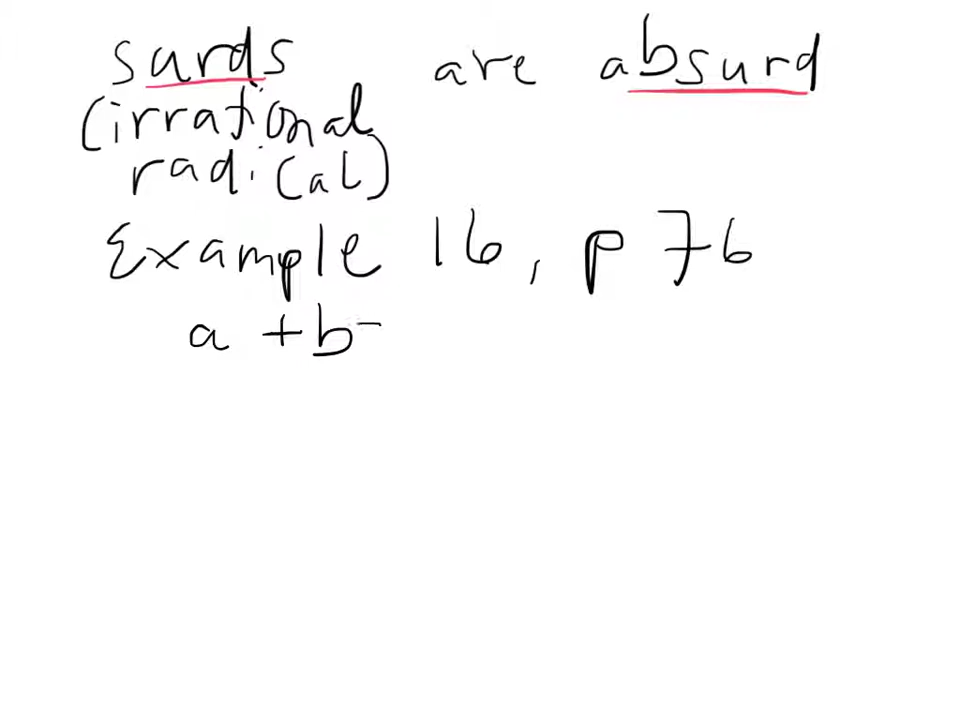 surds are absurd
(irrational
radical)
Example 16, p 76
a + b-